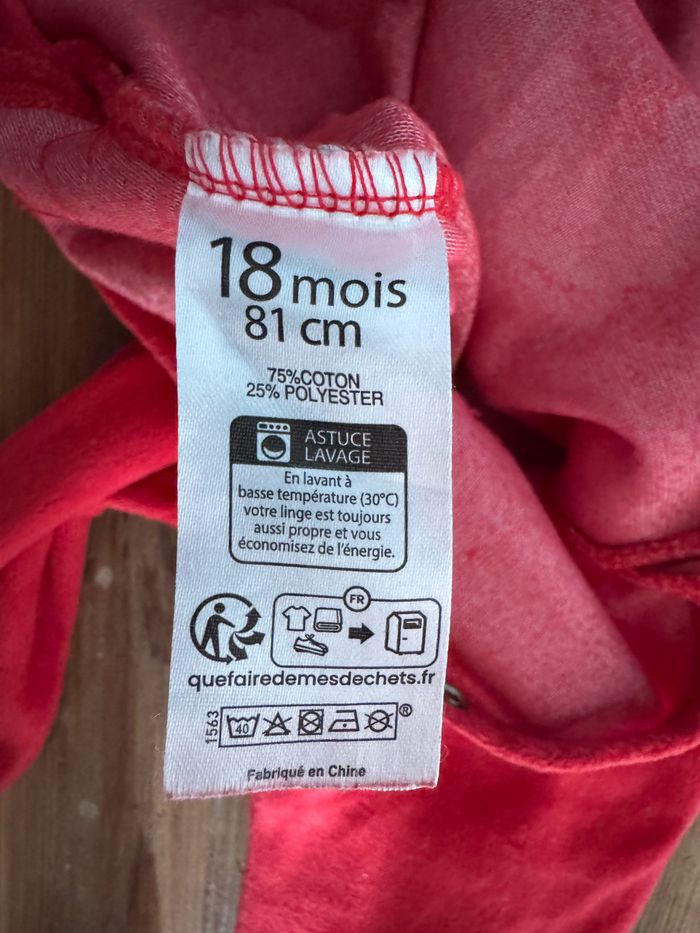 18 mois
81 cm
75%COTON
25% POLYESTER
ASTUCE
LAVAGE
En lavant à
basse température (30°C)
votre linge est toujours
aussi propre et vous
économisez de l'énergie.
FR
quefairedemesdechets.fr
1563
40
®
Fabriqué en Chine